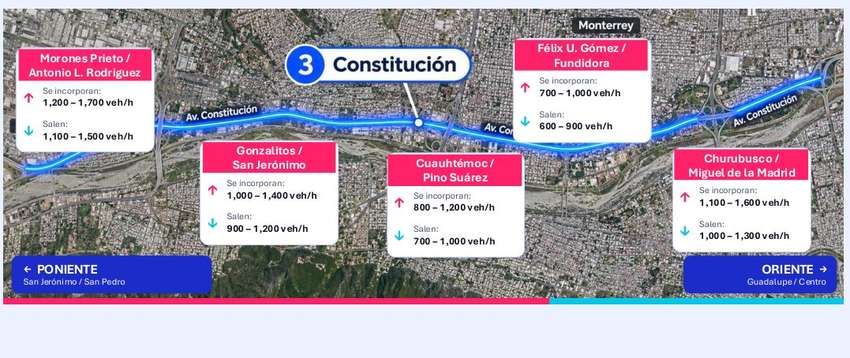 Monterrey
3 Constitución
Morones Prieto /
Antonio L. Rodriguez
Se incorporan:
1,200 – 1,700 veh/h
Salen:
1,100 – 1,500 veh/h
Av. Constitución
Gonzalitos /
San Jerónimo
Se incorporan:
1,000 – 1,400 veh/h
Salen:
900 – 1,200 veh/h
Cuauhtémoc /
Pino Suárez
Se incorporan:
800 – 1,200 veh/h
Salen:
700 – 1,000 veh/h
Av. Con
Félix U. Gómez /
Fundidora
Se incorporan:
700 – 1,000 veh/h
Salen:
600 – 900 veh/h
Av. Constitución
Churubusco /
Miguel de la Madrid
Se incorporan:
1,100 – 1,600 veh/h
Salen:
1,000 – 1,300 veh/h
← PONIENTE
San Jerónimo / San Pedro
ORIENTE →
Guadalupe / Centro